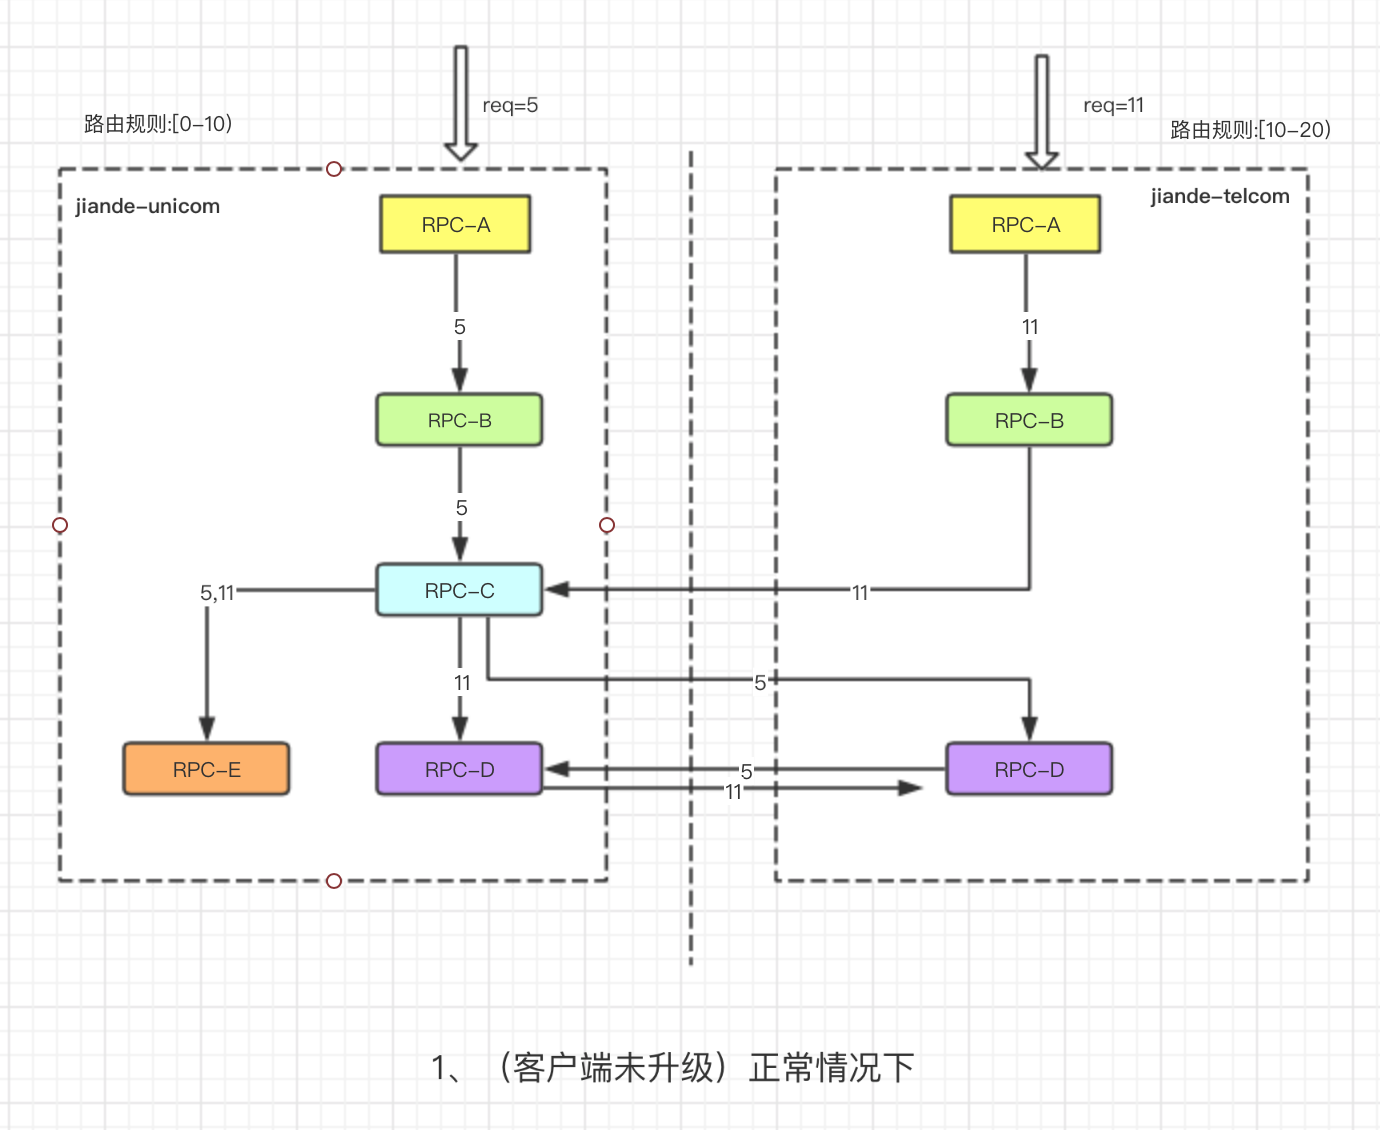 req=5
req=11
路由规则:[0-10)
路由规则:[10-20)
jiande-unicom
jiande-telcom
RPC-A
RPC-A
5
11
RPC-B
RPC-B
5
RPC-C
5,11
11
11
5
RPC-E
RPC-D
5
11
RPC-D
1、（客户端未升级）正常情况下